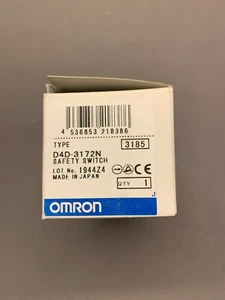 4 536853 218386
TYPE
3185
D4D-3172N
SAFETY SWITCH
LOT No. 1944Z4
MADE IN JAPAN
QTY 1
J
OMRON